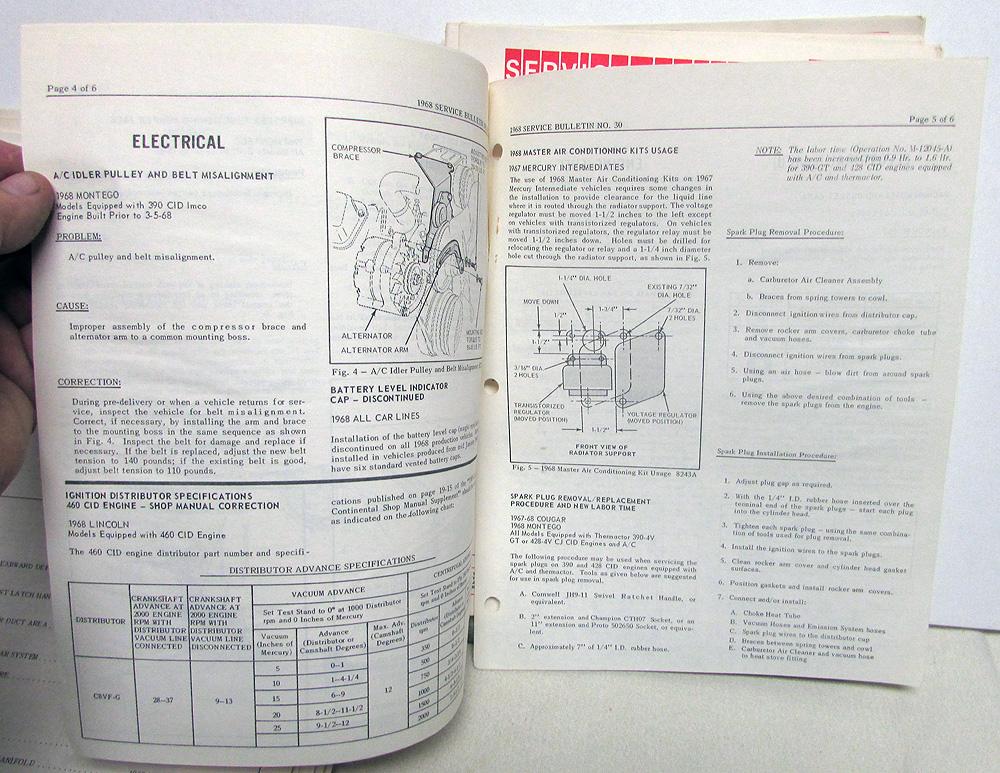 SERVICE
Page 4 of 6
1968 SERVICE BULLETIN
ELECTRICAL
A/C IDLER PULLEY AND BELT MISALIGNMENT
1968 MONTEGO
Models Equipped with 390 CID Imco
Engine Built Prior to 3-5-68
PROBLEM:
A/C pulley and belt misalignment.
CAUSE:
Improper assembly of the compressor brace and
alternator arm to a common mounting boss.
CORRECTION:
During pre-delivery or when a vehicle returns for ser-
vice, inspect the vehicle for belt misalignment.
Correct, if necessary, by installing the arm and brace
to the mounting boss in the same sequence as shown
in Fig. 4. Inspect the belt for damage and replace if
necessary. If the belt is replaced, adjust the new belt
tension to 140 pounds; if the existing belt is good,
adjust belt tension to 110 pounds.
COMPRESSOR
BRACE
ALTERNATOR
ALTERNATOR ARM
Fig. 4 – A/C Idler Pulley and Belt Misalignment
BATTERY LEVEL INDICATOR
CAP – DISCONTINUED
1968 ALL CAR LINES
Installation of the battery level cap
discontinued on all 1968 production
installed in vehicles produced from
have six standard vented battery caps.
IGNITION DISTRIBUTOR SPECIFICATIONS
460 CID ENGINE – SHOP MANUAL CORRECTION
1968 LINCOLN
Models Equipped with 460 CID Engine
The 460 CID engine distributor part number and specifi-
cations published on page 19-15 of the
Continental Shop Manual Supplement
as indicated on the following chart:
DISTRIBUTOR ADVANCE SPECIFICATIONS
DISTRIBUTOR
CRANKSHAFT ADVANCE AT 2000 ENGINE RPM WITH DISTRIBUTOR VACUUM LINE CONNECTED
CRANKSHAFT ADVANCE AT 2000 ENGINE RPM WITH DISTRIBUTOR VACUUM LINE DISCONNECTED
VACUUM ADVANCE
Set Test Stand to 0° at 1000 Distributor
rpm and 0 Inches of Mercury
Vacuum (Inches of Mercury)
Advance (Distributor or Camshaft Degrees)
Max. Adv. (Camshaft Degrees)
Distributor rpm
C8VF-G
28--37
9--13
5 0--1
10 1--4-1/4
15 6--9
20 8-1/2--11-1/2
25 9-1/2--12
12
350
500
750
1000
1500
2000
1968 SERVICE BULLETIN NO. 30
Page 5 of 6
1968 MASTER AIR CONDITIONING KITS USAGE
1967 MERCURY INTERMEDIATES
The use of 1968 Master Air Conditioning Kits on 1967
Mercury Intermediate vehicles requires some changes in
the installation to provide clearance for the liquid line
where it is routed through the radiator support. The voltage
regulator must be moved 1-1/2 inches to the left except
on vehicles with transistorized regulators. On vehicles
with transistorized regulators, the regulator relay must be
moved 1-1/2 inches down. Holes must be drilled for
relocating the regulator or relay and a 1-1/4 inch diameter
hole cut through the radiator support, as shown in Fig. 5.
1-1/4" DIA. HOLE
EXISTING 7/32"
DIA. HOLE
MOVE DOWN
1-3/4"
7/32" DIA.
2 HOLES
1/2"
1-1/2"
3/16" DIA.
2 HOLES
TRANSISTORIZED
REGULATOR
(MOVED POSITION)
VOLTAGE REGULATOR
(MOVED POSITION)
1-1/2"
FRONT VIEW OF
RADIATOR SUPPORT
Fig. 5 – 1968 Master Air Conditioning Kit Usage 8243A
SPARK PLUG REMOVAL/REPLACEMENT
PROCEDURE AND NEW LABOR TIME
1967-68 COUGAR
1968 MONTEGO
All Models Equipped with Thermactor 390-4V
GT or 428-4V CJ CID Engines and A/C
The following procedure may be used when servicing the
spark plugs on 390 and 428 CID engines equipped with
A/C and thermactor. Tools as given below are suggested
for use in spark plug removal.
A. Comwell JH9-11 Swivel Ratchet Handle, or
equivalent.
B. 2" extension and Champion CTH07 Socket, or an
11" extension and Proto 502650 Socket, or equiva-
lent.
C. Approximately 7" of 1/4" I.D. rubber hose.
NOTE: The Labor time (Operation No. M-12045-A)
has been increased from 0.9 Hr. to 1.6 Hr.
for 390-GT and 428 CID engines equipped
with A/C and thermactor.
Spark Plug Removal Procedure:
1. Remove:
a. Carburetor Air Cleaner Assembly
b. Braces from spring towers to cowl.
2. Disconnect ignition wires from distributor cap.
3. Remove rocker arm covers, carburetor choke tube
and vacuum hoses.
4. Disconnect ignition wires from spark plugs.
5. Using an air hose – blow dirt from around spark
plugs.
6. Using the above desired combination of tools –
remove the spark plugs from the engine.
Spark Plug Installation Procedure:
1. Adjust plug gap as required.
2. With the 1/4" I.D. rubber hose inserted over the
terminal end of the spark plugs – start each plug
into the cylinder head.
3. Tighten each spark plug – using the same combina-
tion of tools used for plug removal.
4. Install the ignition wires to the spark plugs.
5. Clean rocker arm cover and cylinder head gasket
surfaces.
6. Position gaskets and install rocker arm covers.
7. Connect and/or install:
A. Choke Heat Tube
B. Vacuum Hoses and Emission System hoses
C. Spark plug wires to the distributor cap
D. Braces between spring towers and cowl
E. Carburetor Air Cleaner and vacuum hose
to heat stove fitting